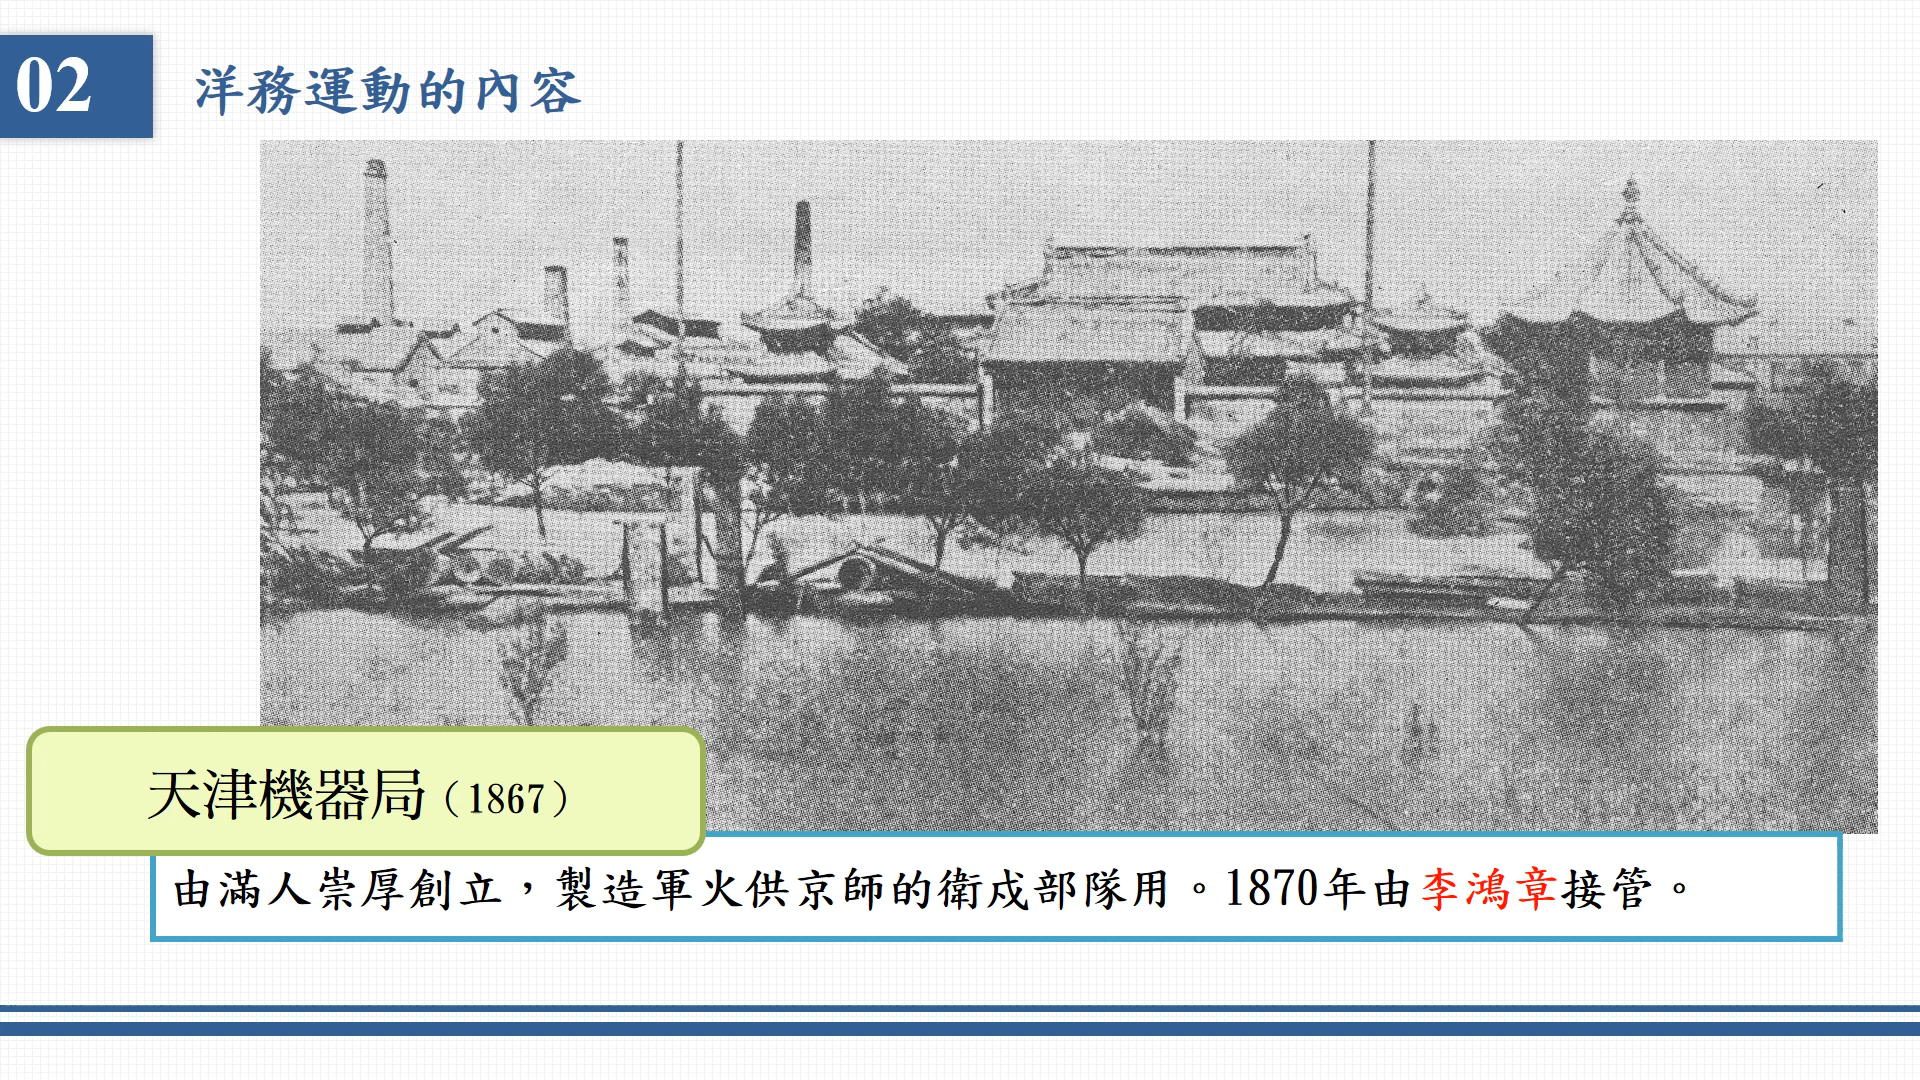 02
洋務運動的內容
天津機器局（1867）
由滿人崇厚創立，製造軍火供京師的衛戍部隊用。1870年由李鴻章接管。